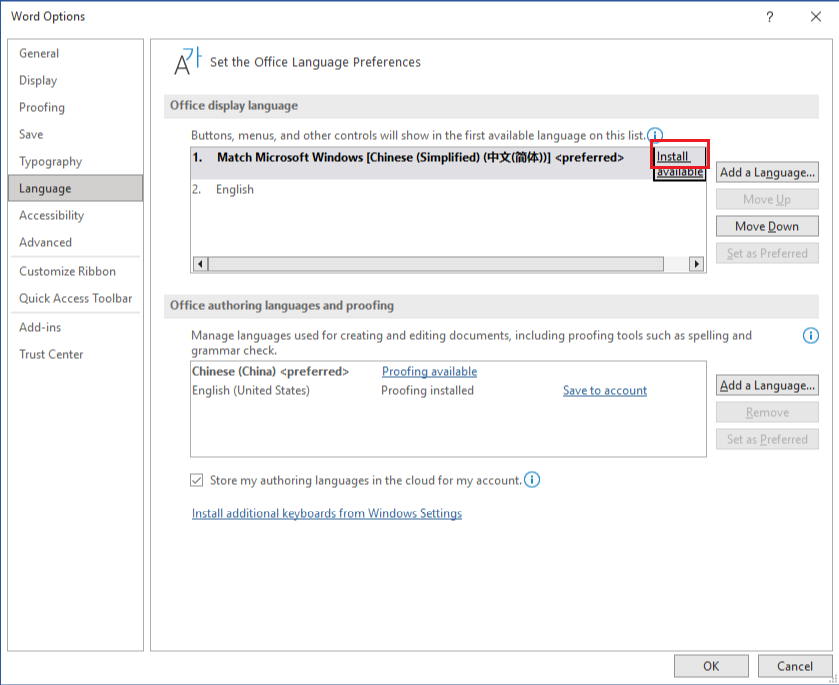 Word Options
?
General
Display
Proofing
Save
Typography
Language
Accessibility
Advanced
Customize Ribbon
Quick Access Toolbar
Add-ins
Trust Center
Set the Office Language Preferences
Office display language
Buttons, menus, and other controls will show in the first available language on this list.
1. Match Microsoft Windows [Chinese (Simplified) (中文(简体))] <preferred> Install available
2. English
Add a Language...
Move Up
Move Down
Set as Preferred
Office authoring languages and proofing
Manage languages used for creating and editing documents, including proofing tools such as spelling and
grammar check.
Chinese (China) <preferred> Proofing available
English (United States) Proofing installed Save to account
Add a Language...
Remove
Set as Preferred
Store my authoring languages in the cloud for my account.
Install additional keyboards from Windows Settings
OK Cancel